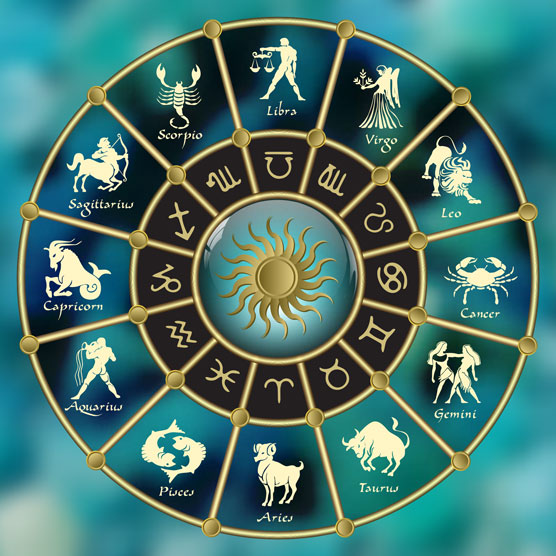 Libra
Virgo
Leo
Cancer
Gemini
Taurus
Aries
Pisces
Aquarius
Capricorn
Sagittarius
Scorpio